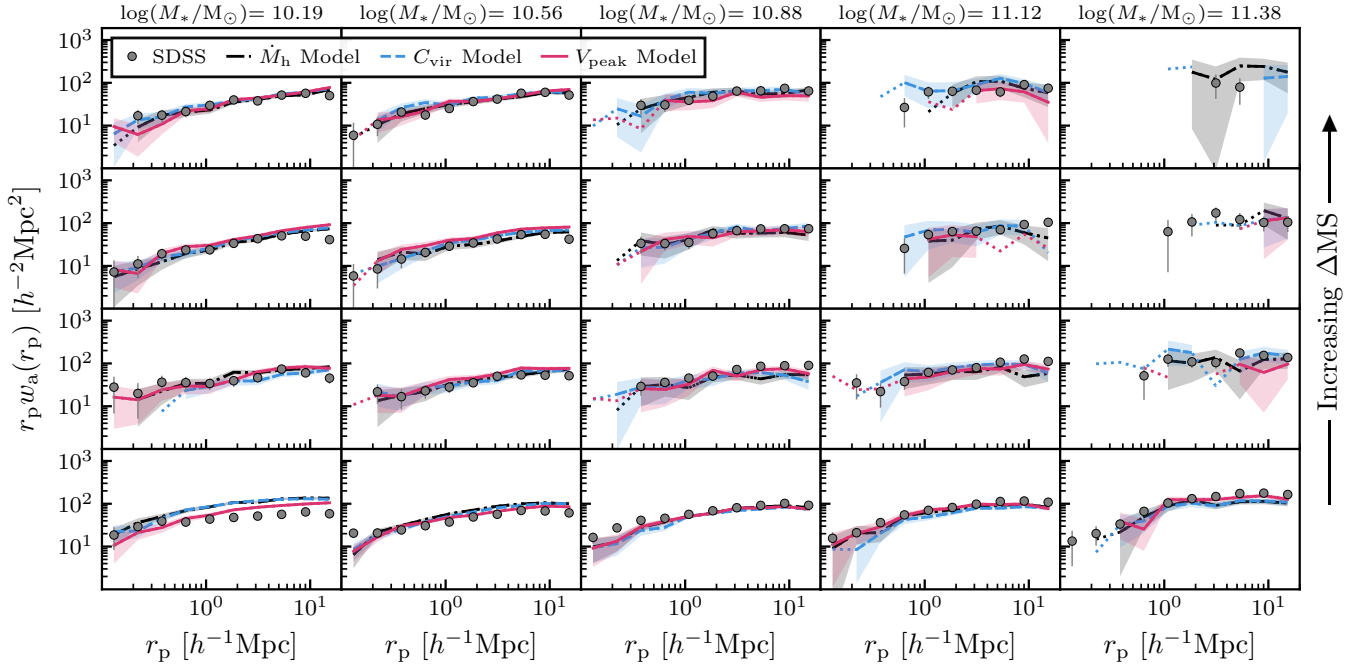 log(M*/M⊙)= 10.19 log(M*/M⊙)= 10.56 log(M*/M⊙)= 10.88 log(M*/M⊙)= 11.12 log(M*/M⊙)= 11.38
SDSS Ṁh Model Cvir Model Vpeak Model
10³
10²
10¹
10³
10²
10¹
10³
10²
10¹
10³
10²
10¹
rp wa(rp) [h⁻²Mpc²]
Increasing ΔMS
10⁰ 10¹ 10⁰ 10¹ 10⁰ 10¹ 10⁰ 10¹ 10⁰ 10¹
rp [h⁻¹Mpc] rp [h⁻¹Mpc] rp [h⁻¹Mpc] rp [h⁻¹Mpc] rp [h⁻¹Mpc]